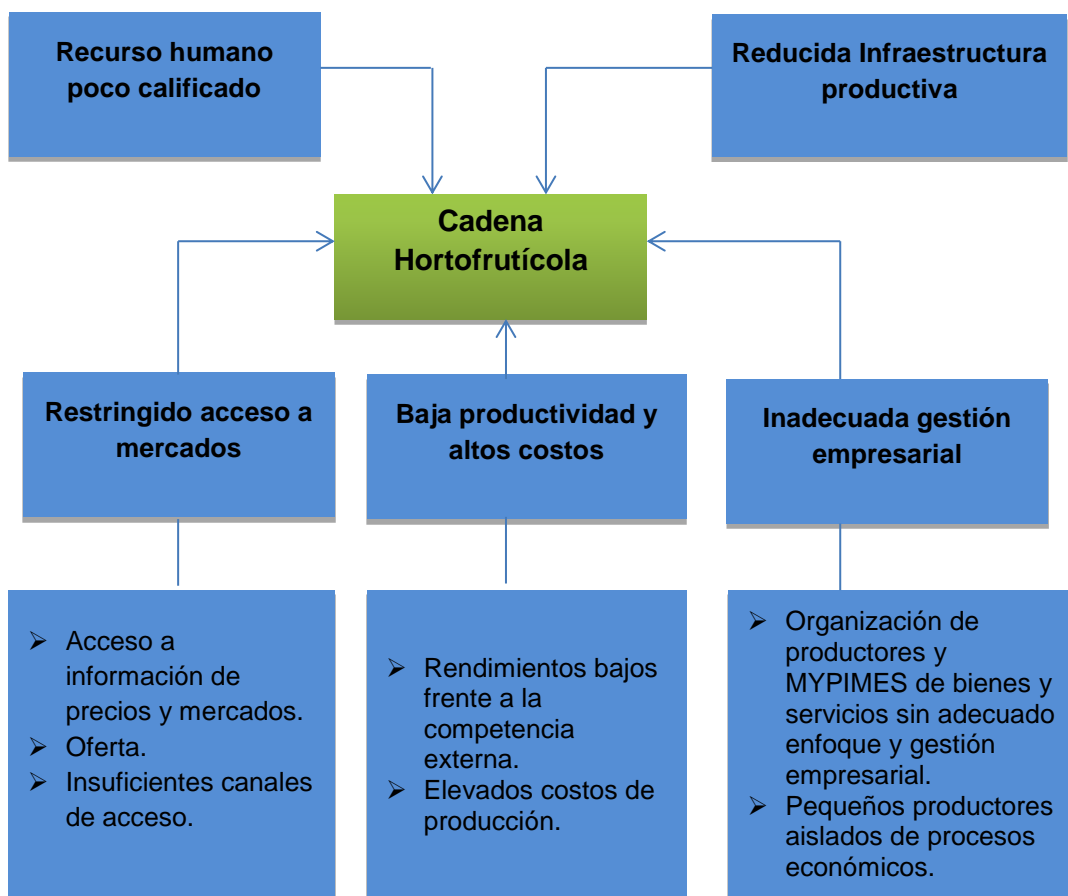 Recurso humano
poco calificado
Reducida Infraestructura
productiva
Cadena
Hortofrutícola
Restringido acceso a
mercados
Baja productividad y
altos costos
Inadecuada gestión
empresarial
➢ Acceso a
información de
precios y mercados.
➢ Oferta.
➢ Insuficientes canales
de acceso.
➢ Rendimientos bajos
frente a la
competencia
externa.
➢ Elevados costos de
producción.
➢ Organización de
productores y
MYPIMES de bienes y
servicios sin adecuado
enfoque y gestión
empresarial.
➢ Pequeños productores
aislados de procesos
económicos.